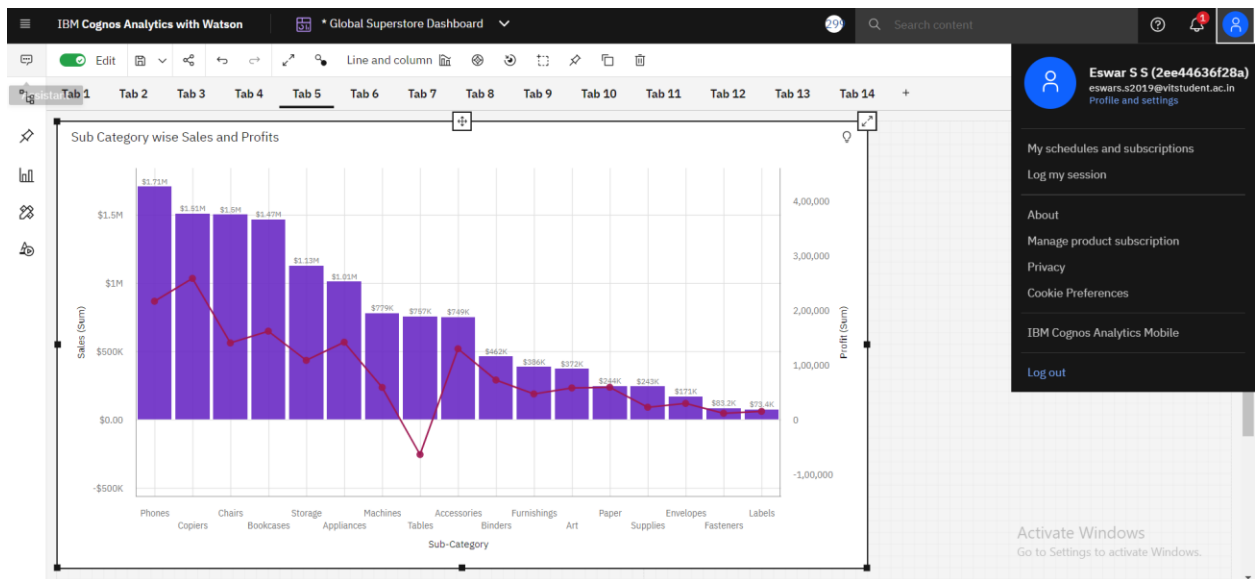 IBM Cognos Analytics with Watson
* Global Superstore Dashboard
299
Search content
1
Edit
Line and column
Tab 1 Tab 2 Tab 3 Tab 4 Tab 5 Tab 6 Tab 7 Tab 8 Tab 9 Tab 10 Tab 11 Tab 12 Tab 13 Tab 14 +
Eswar S S (2ee44636f28a)
eswars.s2019@vitstudent.ac.in
Profile and settings
My schedules and subscriptions
Log my session
About
Manage product subscription
Privacy
Cookie Preferences
IBM Cognos Analytics Mobile
Log out
Sub Category wise Sales and Profits
$1.71M $1.51M $1.5M $1.47M $1.13M $1.01M $779K $757K $749K $462K $386K $372K $244K $243K $171K $83.2K $73.4K
Sales (Sum)
$1.5M
$1M
$500K
$0.00
-$500K
4,00,000
3,00,000
2,00,000
1,00,000
0
-1,00,000
Profit (Sum)
Phones Chairs Storage Machines Accessories Furnishings Paper Envelopes Labels
Copiers Bookcases Appliances Tables Binders Art Supplies Fasteners
Sub-Category
Activate Windows
Go to Settings to activate Windows.